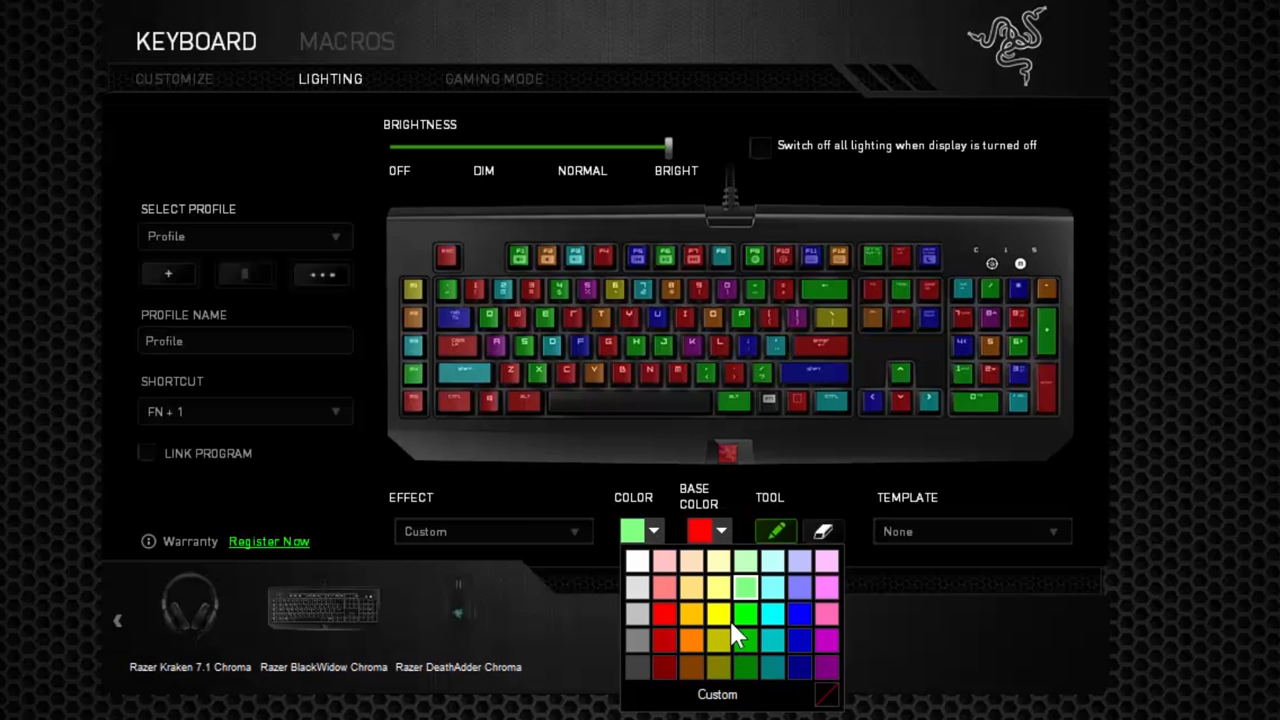 KEYBOARD MACROS
CUSTOMIZE LIGHTING GAMING MODE
BRIGHTNESS
Switch off all lighting when display is turned off
OFF DIM NORMAL BRIGHT
SELECT PROFILE
Profile
+
PROFILE NAME
Profile
SHORTCUT
FN + 1
LINK PROGRAM
Warranty Register Now
EFFECT
Custom
COLOR
BASE
COLOR
TOOL
TEMPLATE
None
Custom
Razer Kraken 7.1 Chroma Razer BlackWidow Chroma Razer DeathAdder Chroma